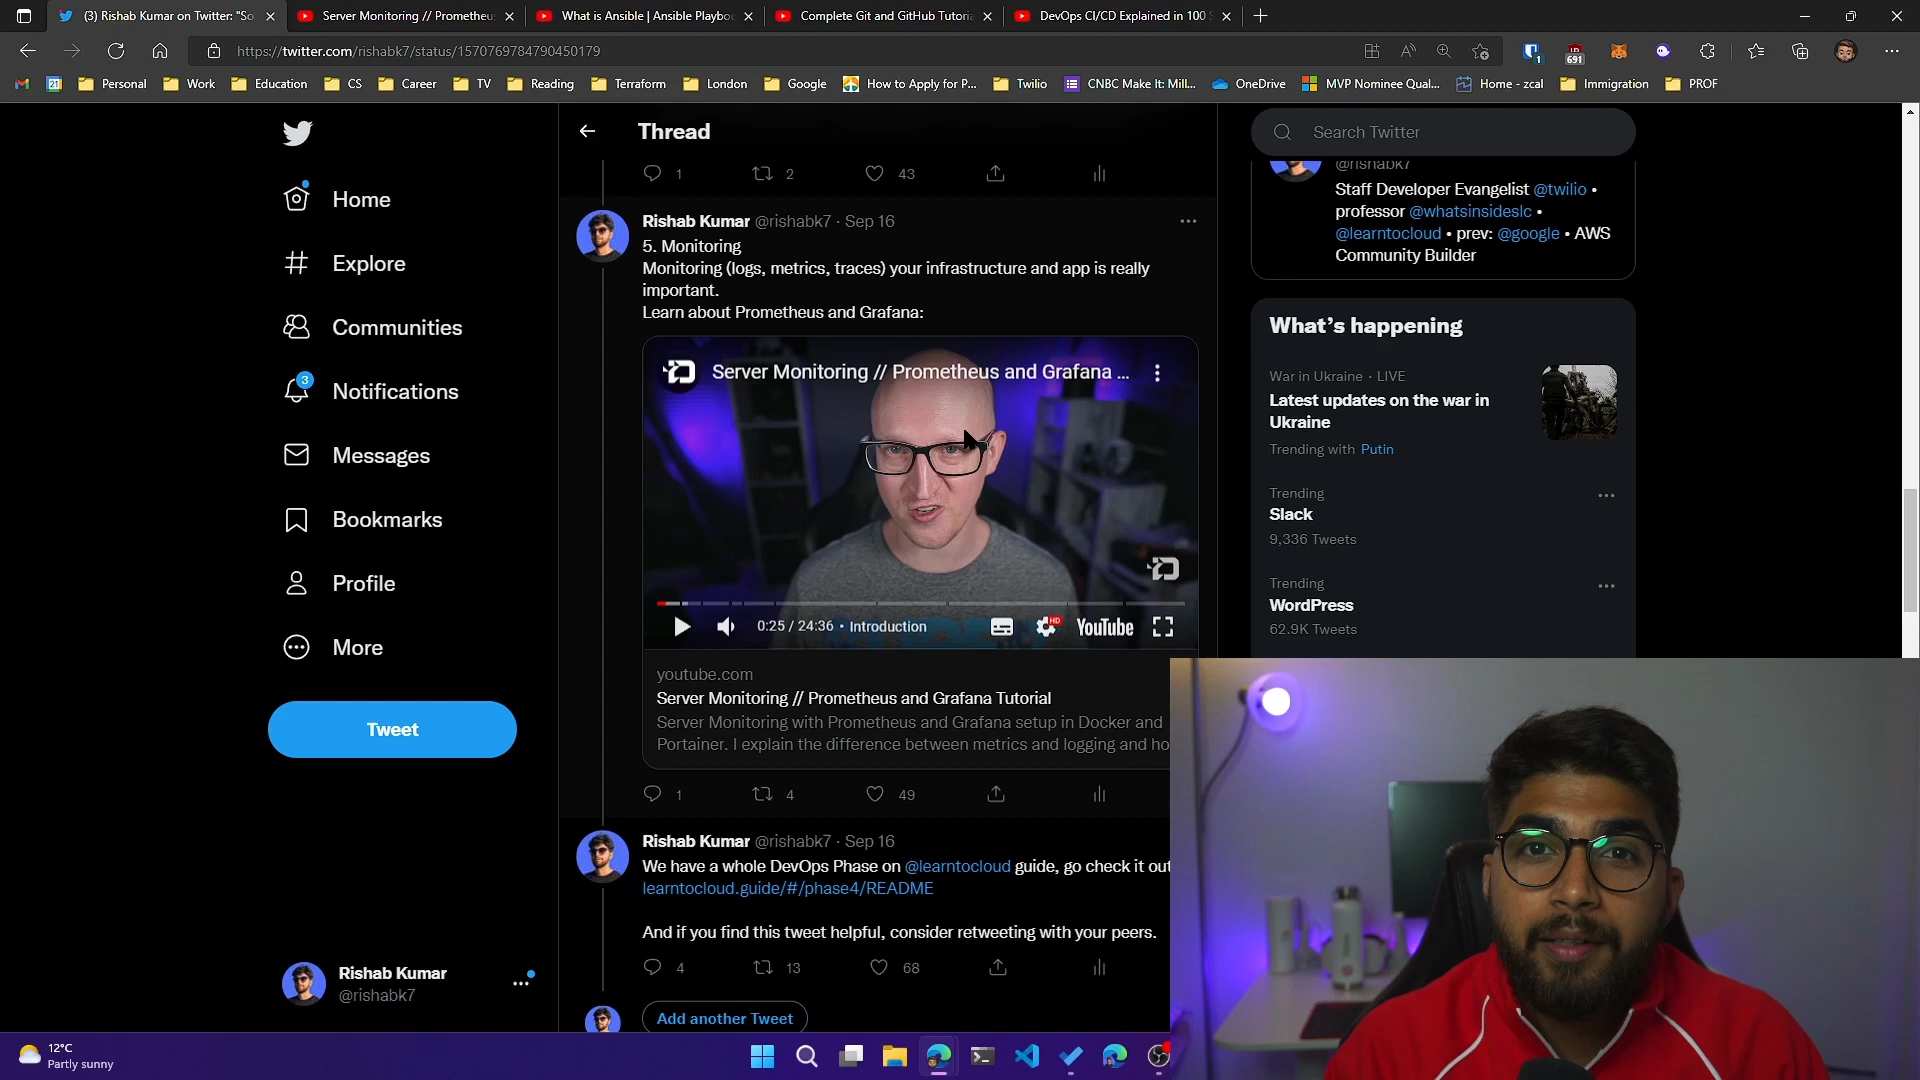 (3) Rishab Kumar on Twitter: "So
Server Monitoring // Prometheus
What is Ansible | Ansible Playboo
Complete Git and GitHub Tutoria
DevOps CI/CD Explained in 100 S
https://twitter.com/rishabk7/status/1570769784790450179
1
691
21
Personal
Work
Education
CS
Career
TV
Reading
Terraform
London
Google
How to Apply for P...
Twilio
CNBC Make It: Mill...
OneDrive
MVP Nominee Qual...
Home - zcal
Immigration
PROF
Home
Explore
Communities
3
Notifications
Messages
Bookmarks
Profile
More
Tweet
Rishab Kumar
@rishabk7
Thread
1
2
43
Rishab Kumar @rishabk7 · Sep 16
5. Monitoring
Monitoring (logs, metrics, traces) your infrastructure and app is really
important.
Learn about Prometheus and Grafana:
Server Monitoring // Prometheus and Grafana ...
0:25 / 24:36 • Introduction
HD
YouTube
youtube.com
Server Monitoring // Prometheus and Grafana Tutorial
Server Monitoring with Prometheus and Grafana setup in Docker and
Portainer. I explain the difference between metrics and logging and ho
1
4
49
Rishab Kumar @rishabk7 · Sep 16
We have a whole DevOps Phase on @learntocloud guide, go check it out
learntocloud.guide/#/phase4/README
And if you find this tweet helpful, consider retweeting with your peers.
4
13
68
Add another Tweet
Search Twitter
@rishabk7
Staff Developer Evangelist @twilio •
professor @whatsinsideslc •
@learntocloud • prev: @google • AWS
Community Builder
What's happening
War in Ukraine · LIVE
Latest updates on the war in
Ukraine
Trending with Putin
Trending
Slack
9,336 Tweets
Trending
WordPress
62.9K Tweets
12°C
Partly sunny